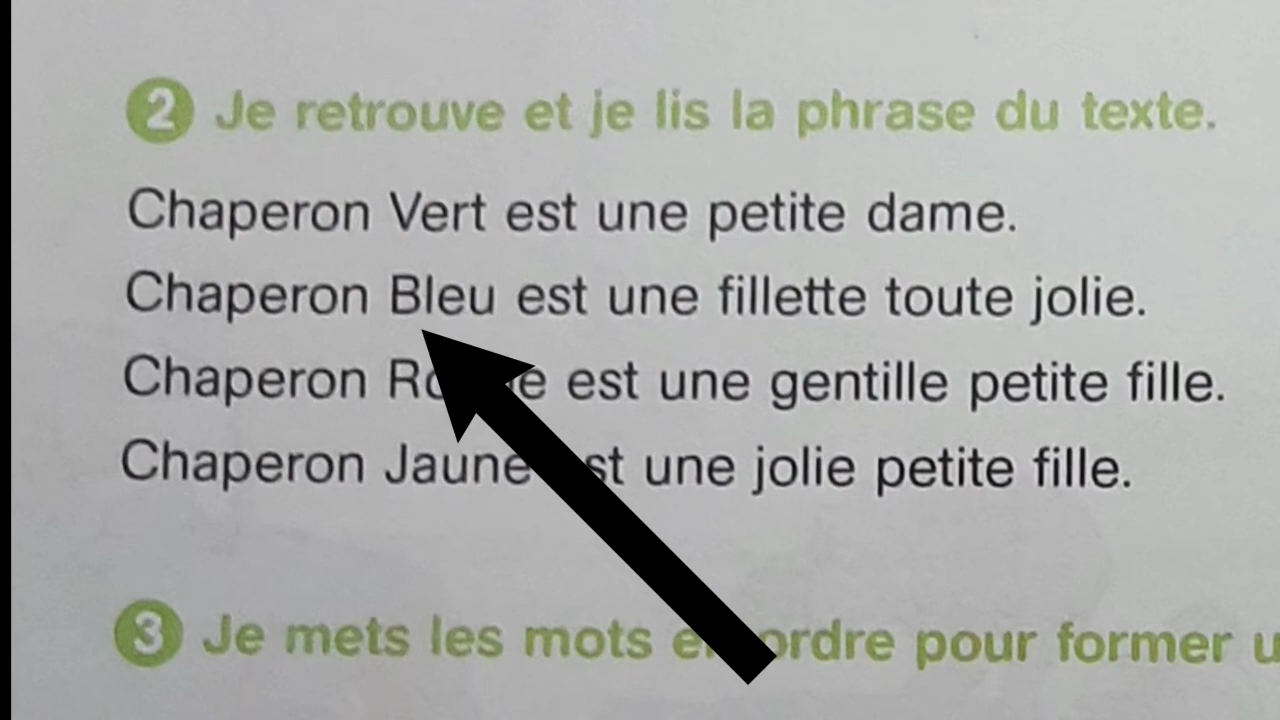 2 Je retrouve et je lis la phrase du texte.
Chaperon Vert est une petite dame.
Chaperon Bleu est une fillette toute jolie.
Chaperon est une gentille petite fille.
Chaperon Jaune est une jolie petite fille.
3 Je mets les mots ordre pour former